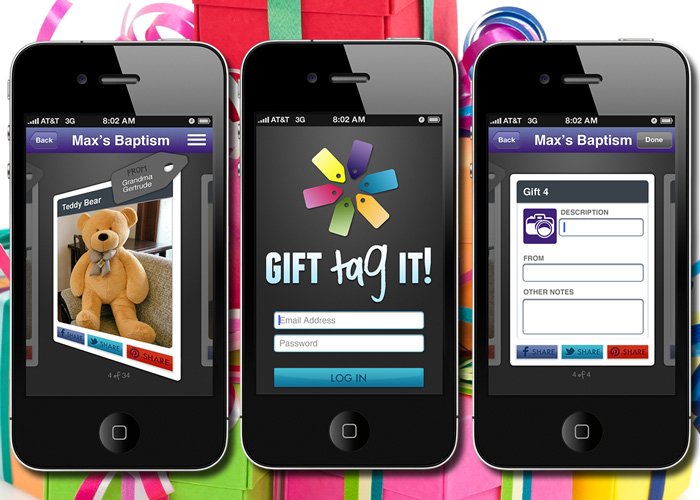 AT&T 3G 8:02 AM
Back Max's Baptism
FROM
Grandma
Gertrude
Teddy Bear
f SHARE SHARE SHARE
4 of 34
AT&T 3G 8:02 AM
GIFT tag IT!
Email Address
Password
LOG IN
AT&T 3G 8:02 AM
Back Max's Baptism Done
Gift 4
DESCRIPTION
FROM
OTHER NOTES
f SHARE SHARE SHARE
4 of 4